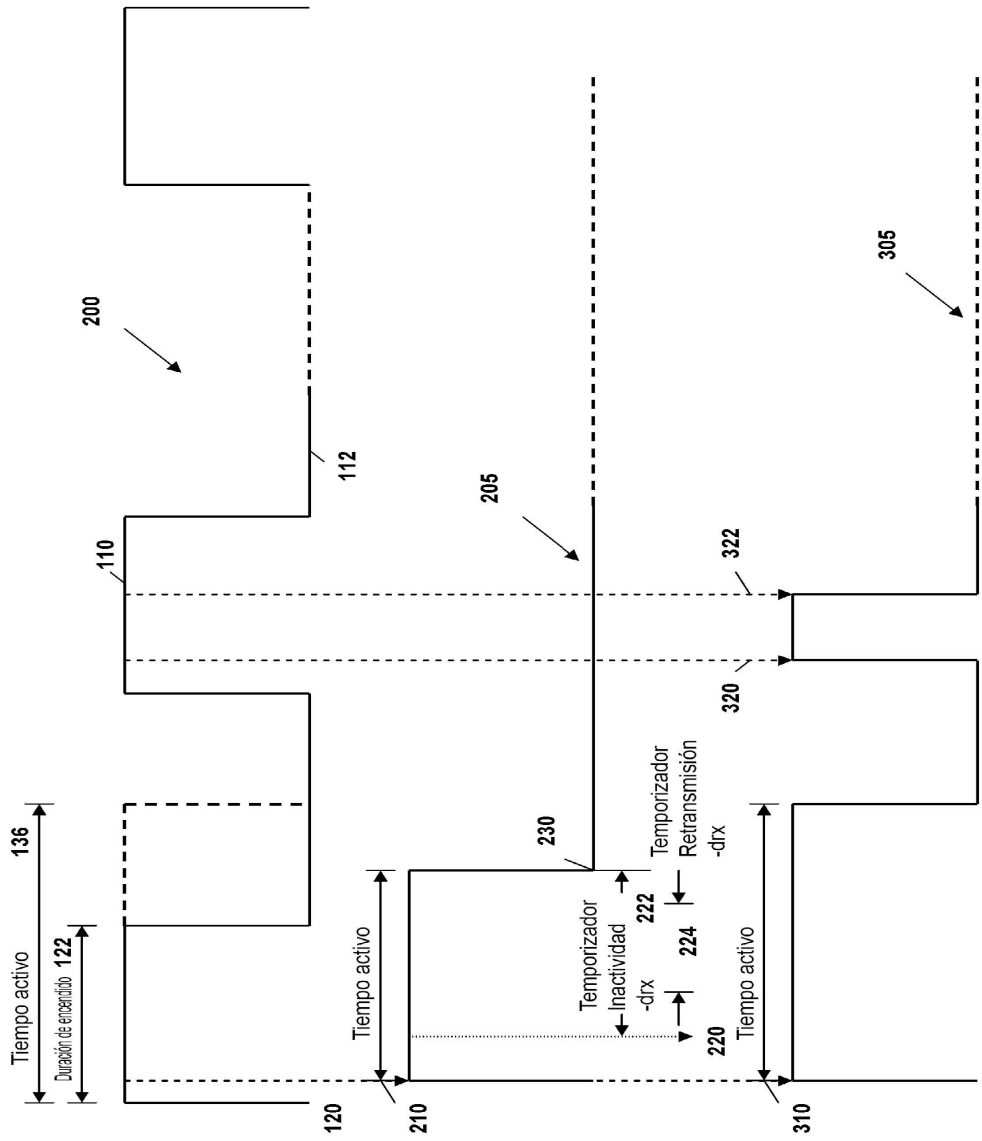 Tiempo activo
136
Duración de encendido 122
120
110
112
200
Tiempo activo
210
230
205
Temporizador
Inactividad
-drx
222
224
220
Temporizador
Retransmisión
-drx
Tiempo activo
310
320
322
305